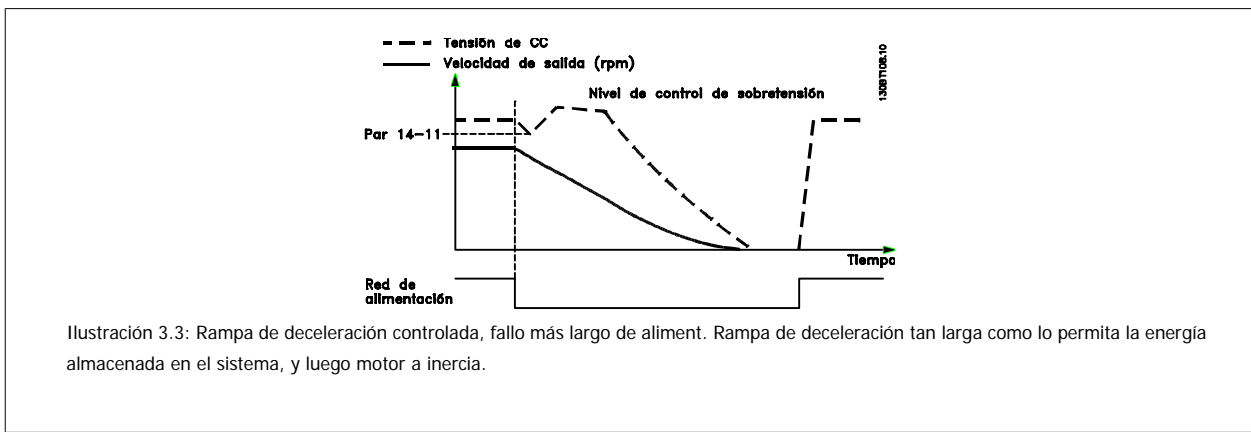 Tensión de CC
Velocidad de salida (rpm)
130BT108.10
Nivel de control de sobretensión
Par 14-11
Tiempo
Red de
alimentación
Ilustración 3.3: Rampa de deceleración controlada, fallo más largo de aliment. Rampa de deceleración tan larga como lo permita la energía
almacenada en el sistema, y luego motor a inercia.